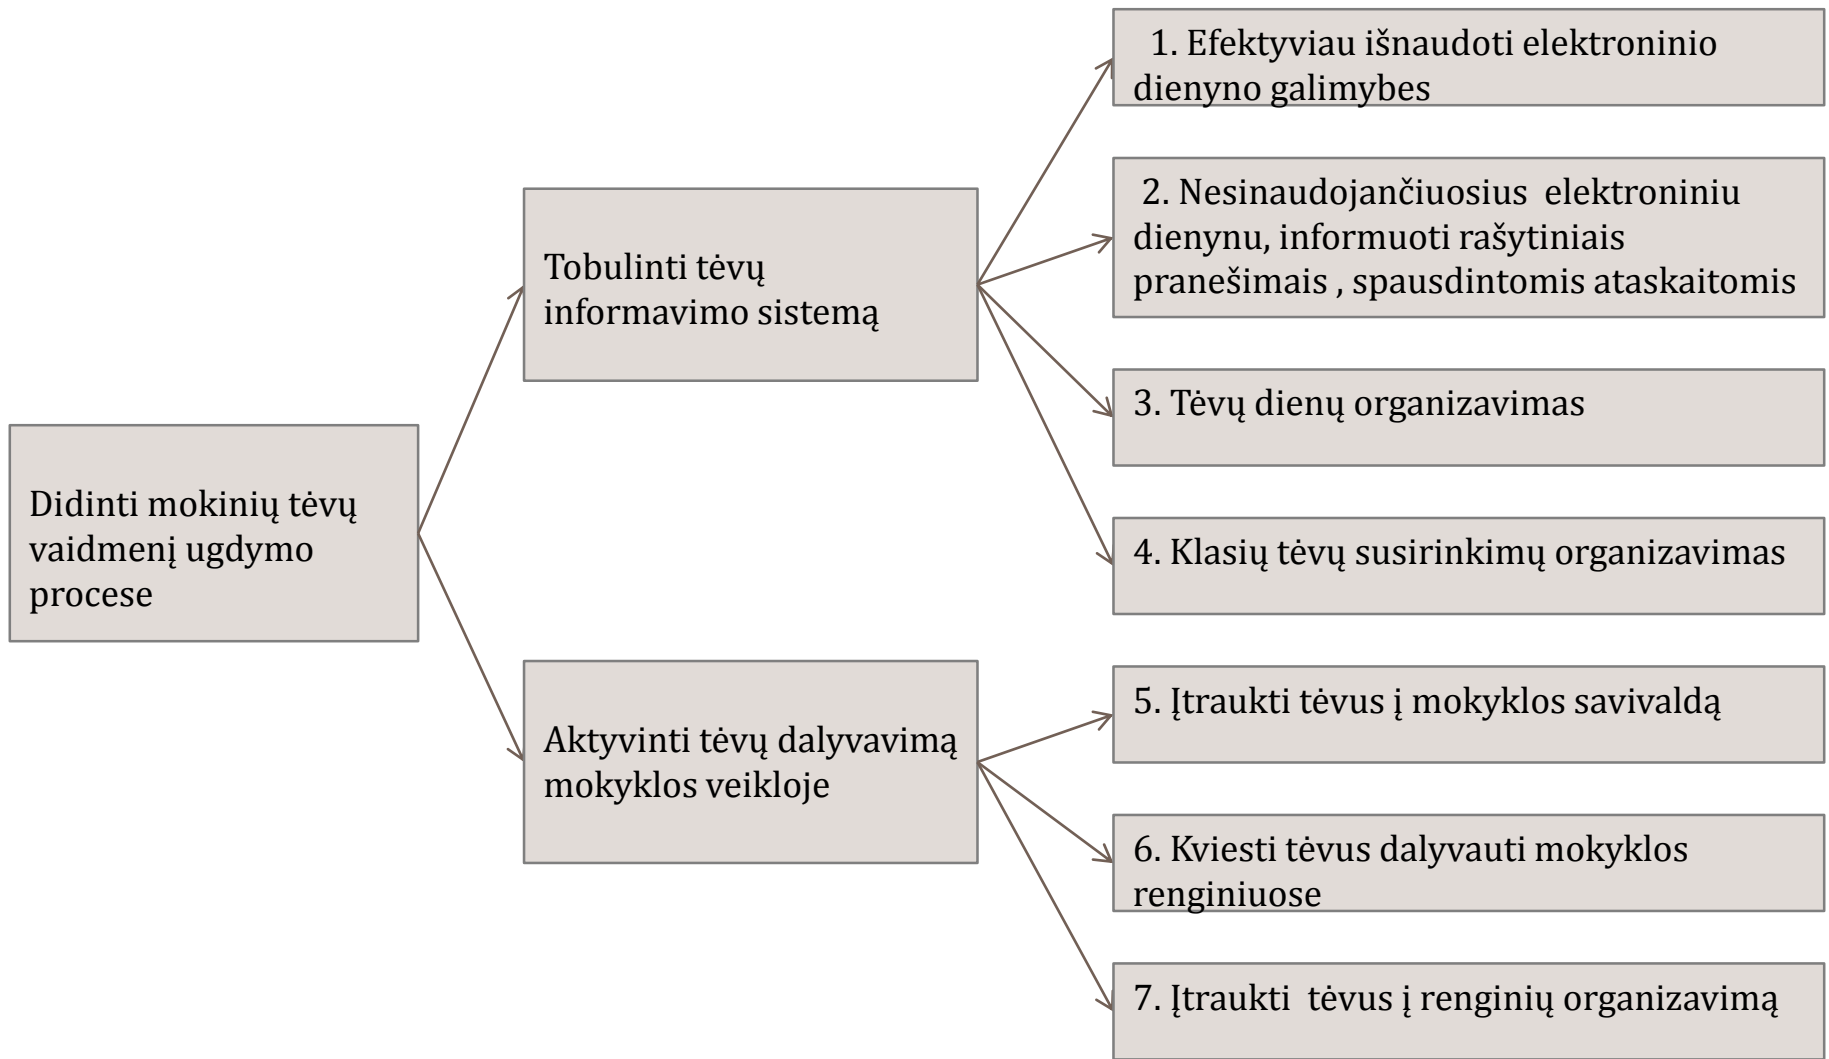 Didinti mokinių tėvų
vaidmenį ugdymo
procese
Tobulinti tėvų
informavimo sistemą
Aktyvinti tėvų dalyvavimą
mokyklos veikloje
1. Efektyviau išnaudoti elektroninio
dienyno galimybes
2. Nesinaudojančiuosius  elektroniniu
dienynu, informuoti rašytiniais
pranešimais , spausdintomis ataskaitomis
3. Tėvų dienų organizavimas
4. Klasių tėvų susirinkimų organizavimas
5. Įtraukti tėvus į mokyklos savivaldą
6. Kviesti tėvus dalyvauti mokyklos
renginiuose
7. Įtraukti  tėvus į renginių organizavimą